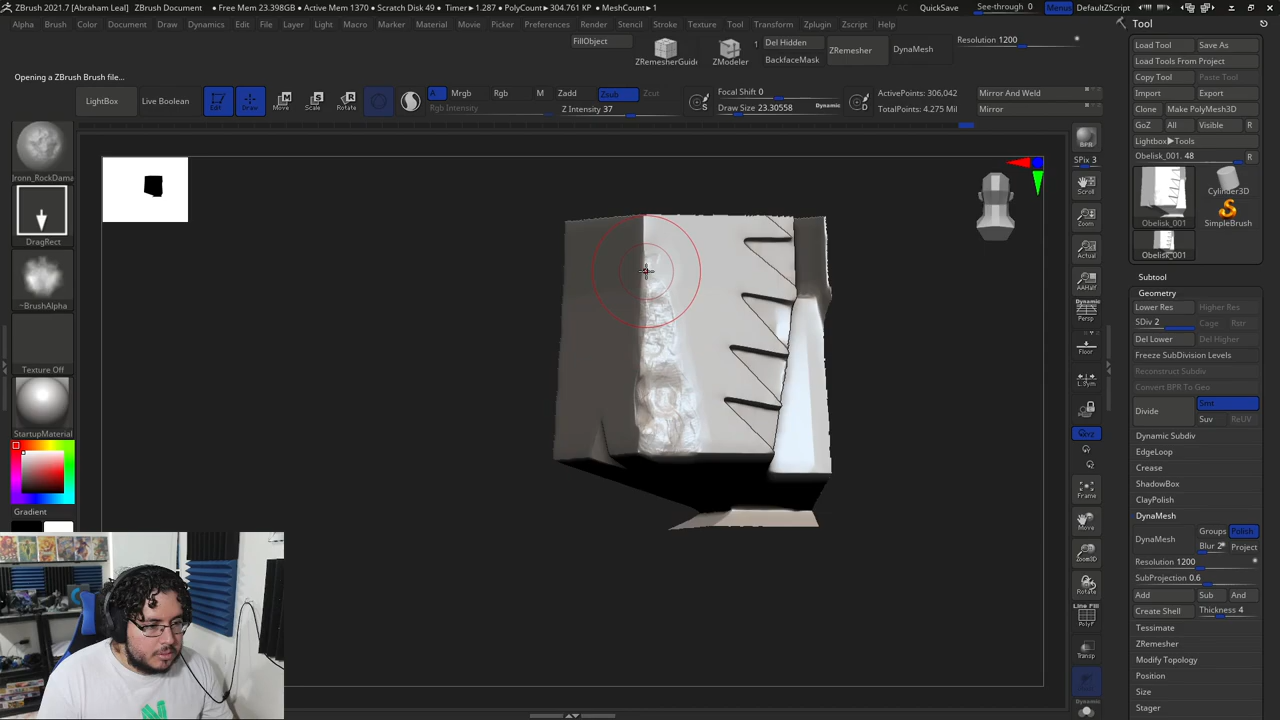 ZBrush 2021.7 [Abraham Leal] ZBrush Document • Free Mem 23.398GB • Active Mem 1370 • Scratch Disk 49 • Timer▸1.287 • PolyCount▸304.761 KP • MeshCount▸1 AC QuickSave See-through 0 Menus DefaultZScript
Alpha Brush Color Document Draw Dynamics Edit File Layer Light Macro Marker Material Movie Picker Preferences Render Stencil Stroke Texture Tool Transform Zplugin Zscript Help
Opening a ZBrush Brush file...
FillObject
ZRemesherGuide
ZModeler
1
Del Hidden
BackfaceMask
ZRemesher
DynaMesh
Resolution 1200
LightBox
Live Boolean
Edit Draw Move Scale Rotate
A Mrgb Rgb M Zadd Zsub Zcut
Rgb Intensity Z Intensity 37
S
Focal Shift 0
Draw Size 23.30558 Dynamic
D
ActivePoints: 306,042
TotalPoints: 4.275 Mil
Mirror And Weld
Mirror
Jronn_RockDama
DragRect
~BrushAlpha
Texture Off
StartupMaterial
Gradient
BPR
SPix 3
Scroll
Zoom
Actual
AAHalf
Dynamic
Persp
Floor
L.Sym
Frame
Move
Zoom3D
Rotate
Line Fill
PolyF
Transp
Tool
Load Tool Save As
Load Tools From Project
Copy Tool Paste Tool
Import Export
Clone Make PolyMesh3D
GoZ All Visible R
Lightbox▸Tools
Obelisk_001. 48 R
Obelisk_001
Cylinder3D
SimpleBrush
Obelisk_001
Subtool
Geometry
Lower Res Higher Res
SDiv 2 Cage Rstr
Del Lower Del Higher
Freeze SubDivision Levels
Reconstruct Subdiv
Convert BPR To Geo
Divide
Smt
Suv ReUV
Dynamic Subdiv
EdgeLoop
Crease
ShadowBox
ClayPolish
DynaMesh
DynaMesh
Groups Polish
Blur 2 Project
Resolution 1200
SubProjection 0.6
Add Sub And
Create Shell Thickness 4
Tessimate
ZRemesher
Modify Topology
Position
Size
Stager